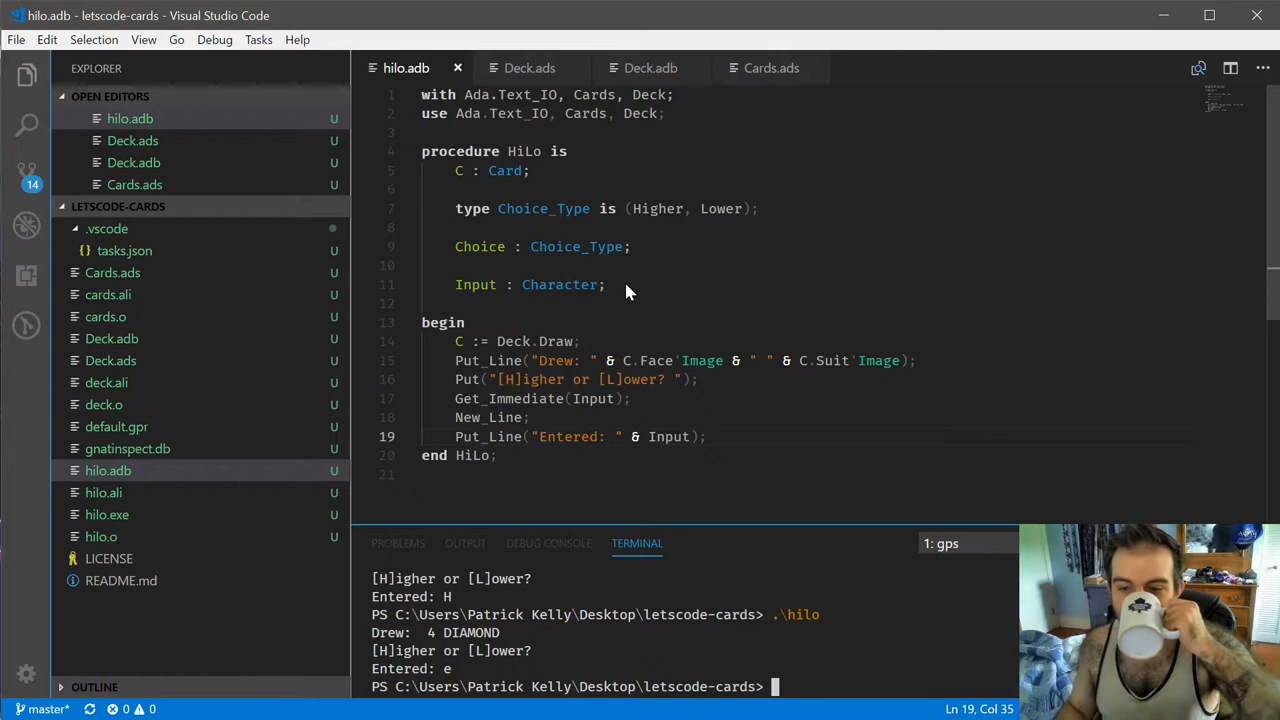 hilo.adb - letscode-cards - Visual Studio Code
File Edit Selection View Go Debug Tasks Help
EXPLORER
hilo.adb
Deck.ads
Deck.adb
Cards.ads
OPEN EDITORS
hilo.adb U
Deck.ads U
Deck.adb U
Cards.ads U
14
LETSCODE-CARDS
.vscode
{} tasks.json U
Cards.ads U
cards.ali U
cards.o U
Deck.adb U
Deck.ads U
deck.ali U
deck.o U
default.gpr U
gnatinspect.db U
hilo.adb U
hilo.ali U
hilo.exe U
hilo.o U
LICENSE
README.md
OUTLINE
1 with Ada.Text_IO, Cards, Deck;
2 use Ada.Text_IO, Cards, Deck;
3
4 procedure HiLo is
5 C : Card;
6
7 type Choice_Type is (Higher, Lower);
8
9 Choice : Choice_Type;
10
11 Input : Character;
12
13 begin
14 C := Deck.Draw;
15 Put_Line("Drew: " & C.Face'Image & " " & C.Suit'Image);
16 Put("[H]igher or [L]ower? ");
17 Get_Immediate(Input);
18 New_Line;
19 Put_Line("Entered: " & Input);
20 end HiLo;
21
PROBLEMS OUTPUT DEBUG CONSOLE TERMINAL 1: gps
[H]igher or [L]ower?
Entered: H
PS C:\Users\Patrick Kelly\Desktop\letscode-cards> .\hilo
Drew:  4 DIAMOND
[H]igher or [L]ower?
Entered: e
PS C:\Users\Patrick Kelly\Desktop\letscode-cards>
master* 0 0 Ln 19, Col 35